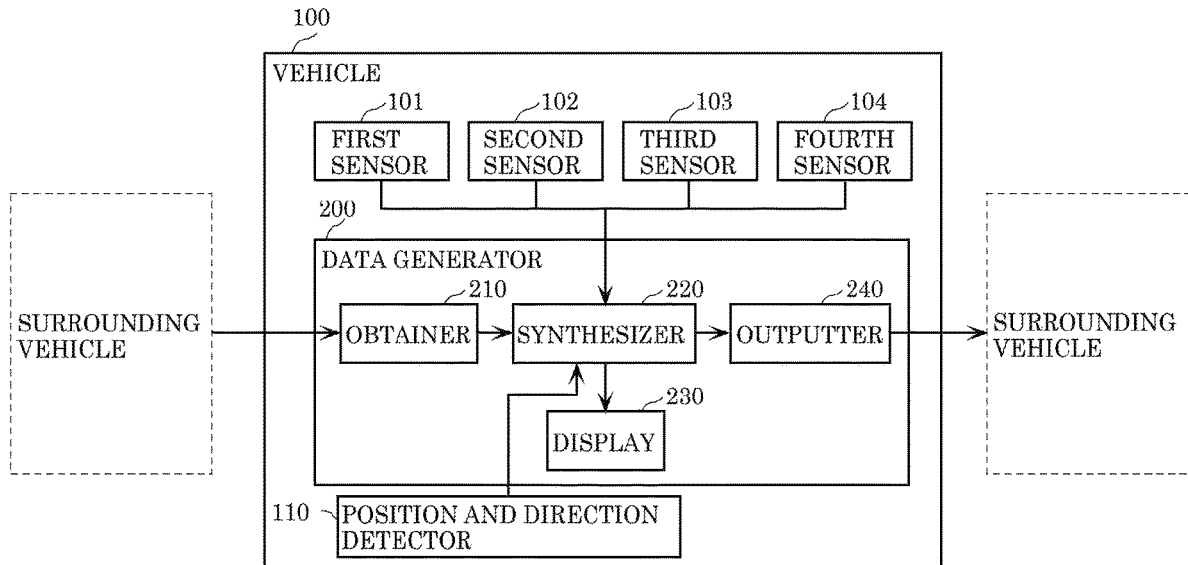 100
VEHICLE
101
102
103
104
FIRST
SENSOR
SECOND
SENSOR
THIRD
SENSOR
FOURTH
SENSOR
200
DATA GENERATOR
210
220
240
SURROUNDING
VEHICLE
OBTAINER
SYNTHESIZER
OUTPUTTER
SURROUNDING
VEHICLE
230
DISPLAY
110
POSITION AND DIRECTION
DETECTOR